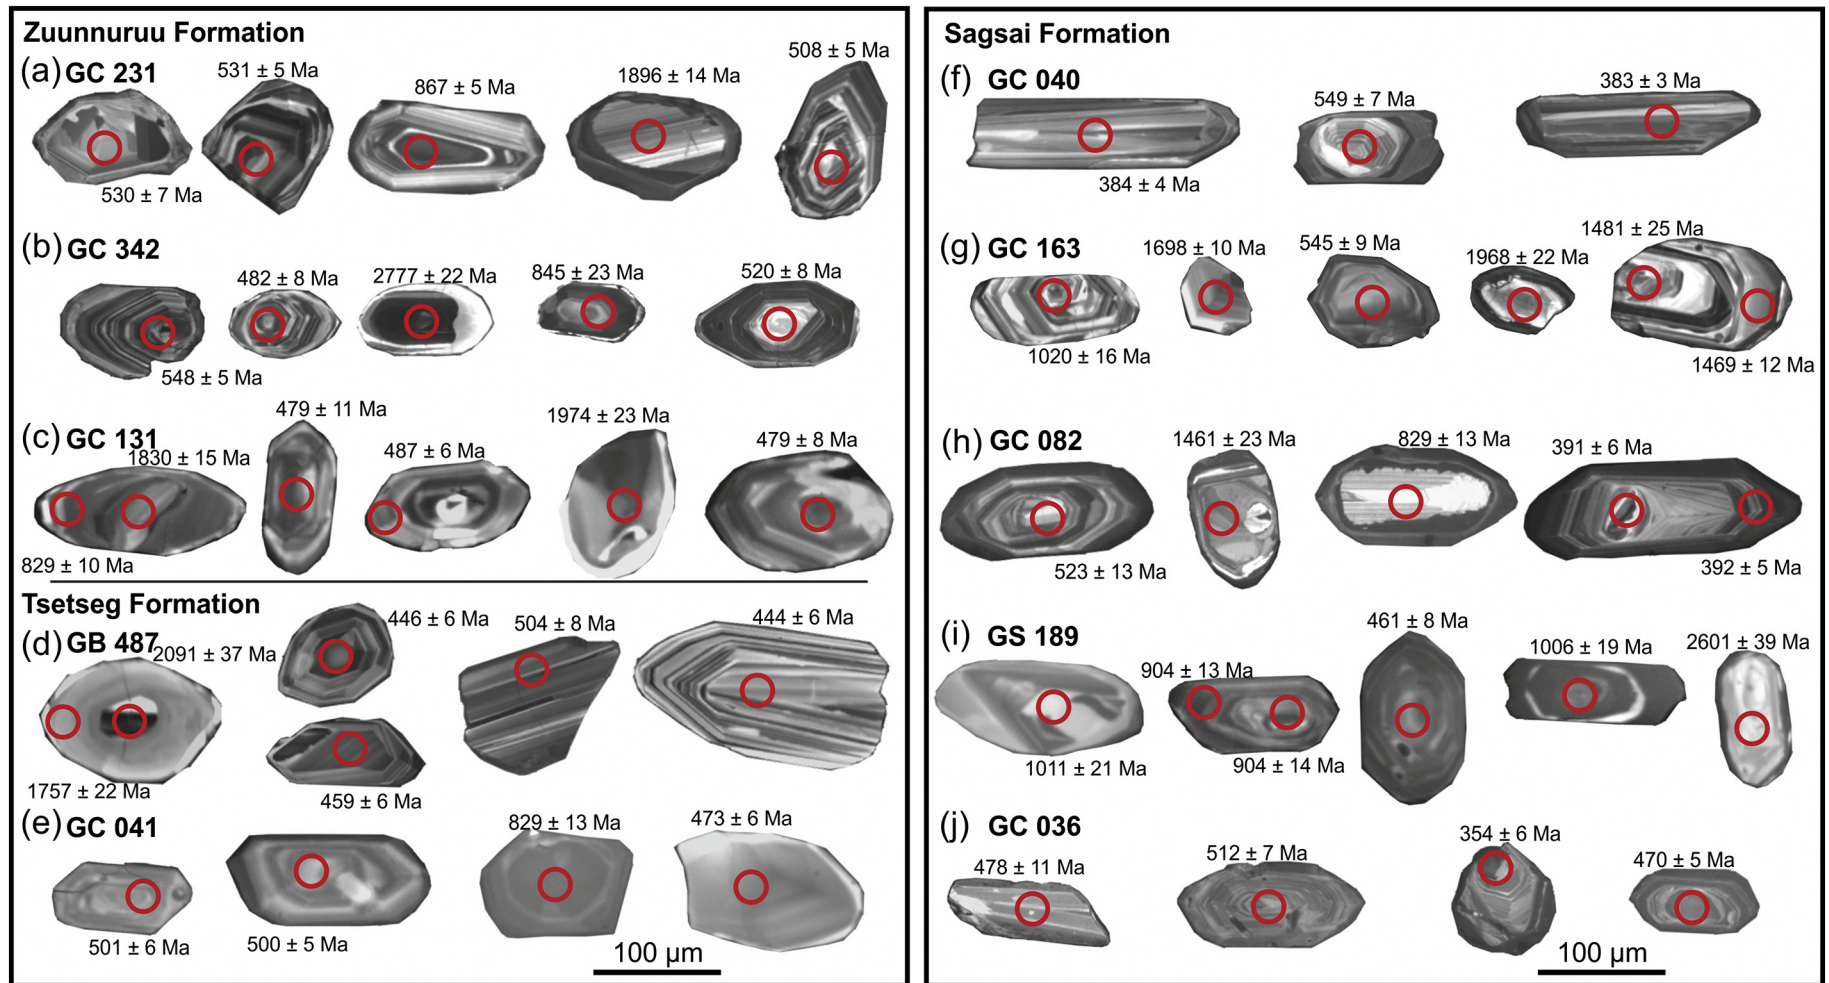 Zuunnuruu Formation
(a) GC 231
531 ± 5 Ma
867 ± 5 Ma
1896 ± 14 Ma
508 ± 5 Ma
530 ± 7 Ma
(b) GC 342
482 ± 8 Ma
2777 ± 22 Ma
845 ± 23 Ma
520 ± 8 Ma
548 ± 5 Ma
(c) GC 131
1830 ± 15 Ma
479 ± 11 Ma
487 ± 6 Ma
1974 ± 23 Ma
479 ± 8 Ma
829 ± 10 Ma
Tsetseg Formation
(d) GB 487
2091 ± 37 Ma
446 ± 6 Ma
504 ± 8 Ma
444 ± 6 Ma
1757 ± 22 Ma
459 ± 6 Ma
(e) GC 041
829 ± 13 Ma
473 ± 6 Ma
501 ± 6 Ma
500 ± 5 Ma
100 µm
Sagsai Formation
(f) GC 040
549 ± 7 Ma
383 ± 3 Ma
384 ± 4 Ma
(g) GC 163
1698 ± 10 Ma
545 ± 9 Ma
1968 ± 22 Ma
1481 ± 25 Ma
1020 ± 16 Ma
1469 ± 12 Ma
(h) GC 082
1461 ± 23 Ma
829 ± 13 Ma
391 ± 6 Ma
523 ± 13 Ma
392 ± 5 Ma
(i) GS 189
904 ± 13 Ma
461 ± 8 Ma
1006 ± 19 Ma
2601 ± 39 Ma
1011 ± 21 Ma
904 ± 14 Ma
(j) GC 036
478 ± 11 Ma
512 ± 7 Ma
354 ± 6 Ma
470 ± 5 Ma
100 µm